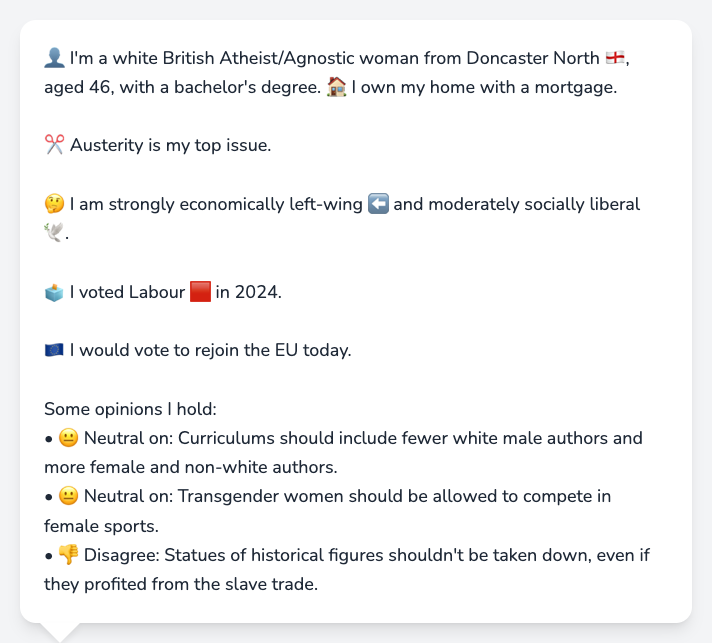 👤 I'm a white British Atheist/Agnostic woman from Doncaster North 🏴󠁧󠁢󠁥󠁮󠁧󠁿,
aged 46, with a bachelor's degree. 🏠 I own my home with a mortgage.
✂️ Austerity is my top issue.
🤔 I am strongly economically left-wing ⬅️ and moderately socially liberal
🕊️.
🗳️ I voted Labour 🟥 in 2024.
🇪🇺 I would vote to rejoin the EU today.
Some opinions I hold:
• 😐 Neutral on: Curriculums should include fewer white male authors and
more female and non-white authors.
• 😐 Neutral on: Transgender women should be allowed to compete in
female sports.
• 👎 Disagree: Statues of historical figures shouldn't be taken down, even if
they profited from the slave trade.